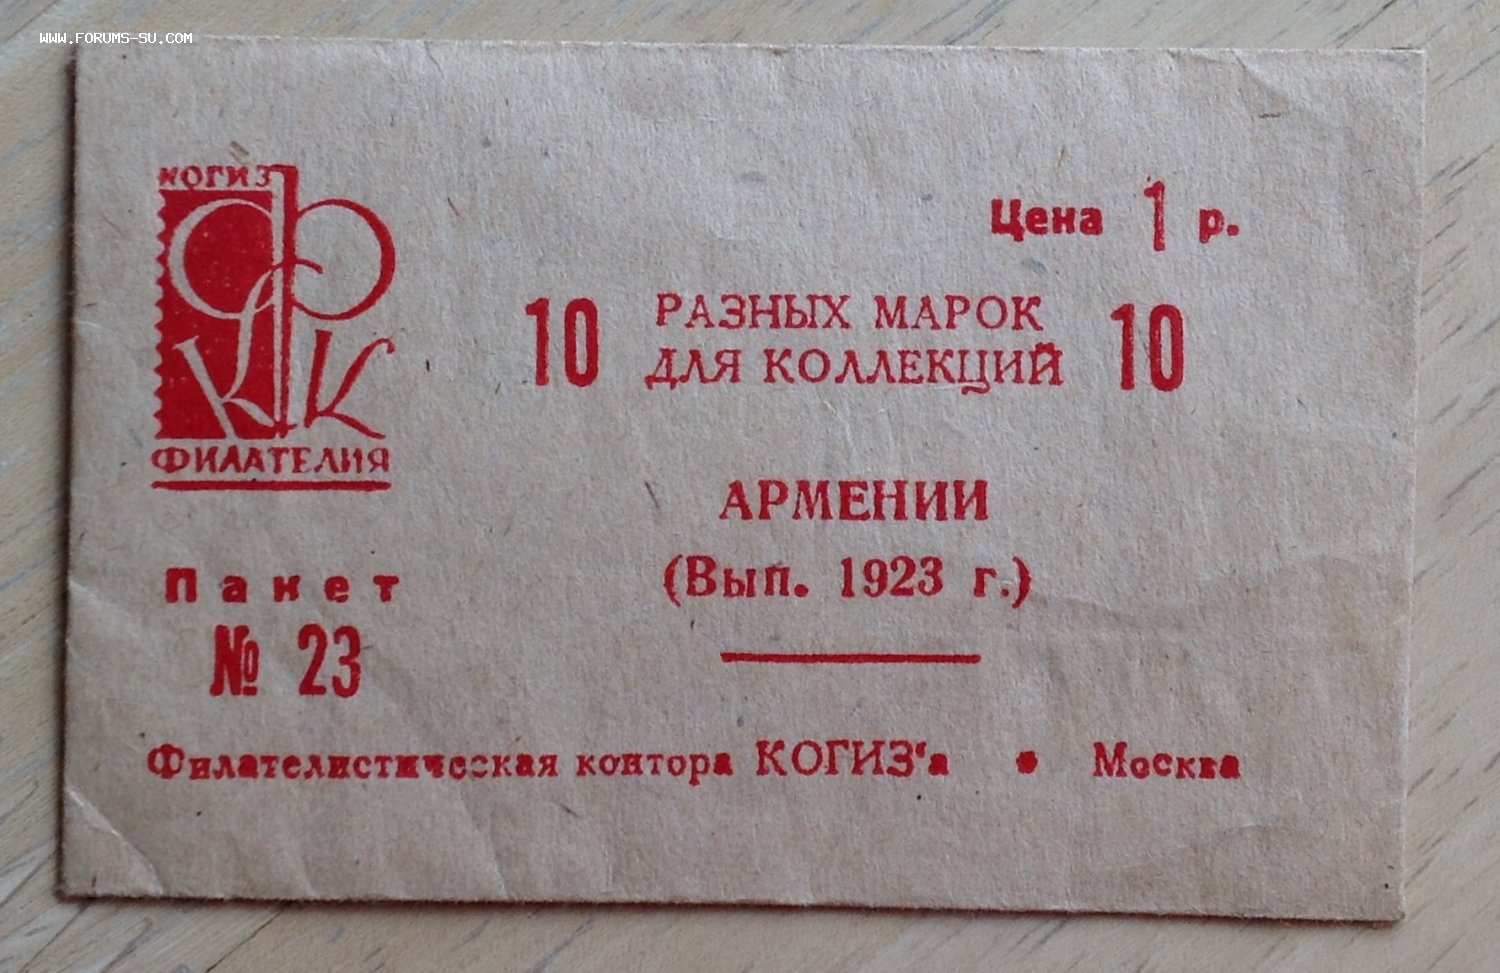 www.forums-su.com
КОГИЗ
ФК
ФИЛАТЕЛИЯ
Цена 1 р.
10 РАЗНЫХ МАРОК 10
ДЛЯ КОЛЛЕКЦИЙ
АРМЕНИИ
(Вып. 1923 г.)
Пакет
№ 23
Филателистическая контора КОГИЗ'а • Москва